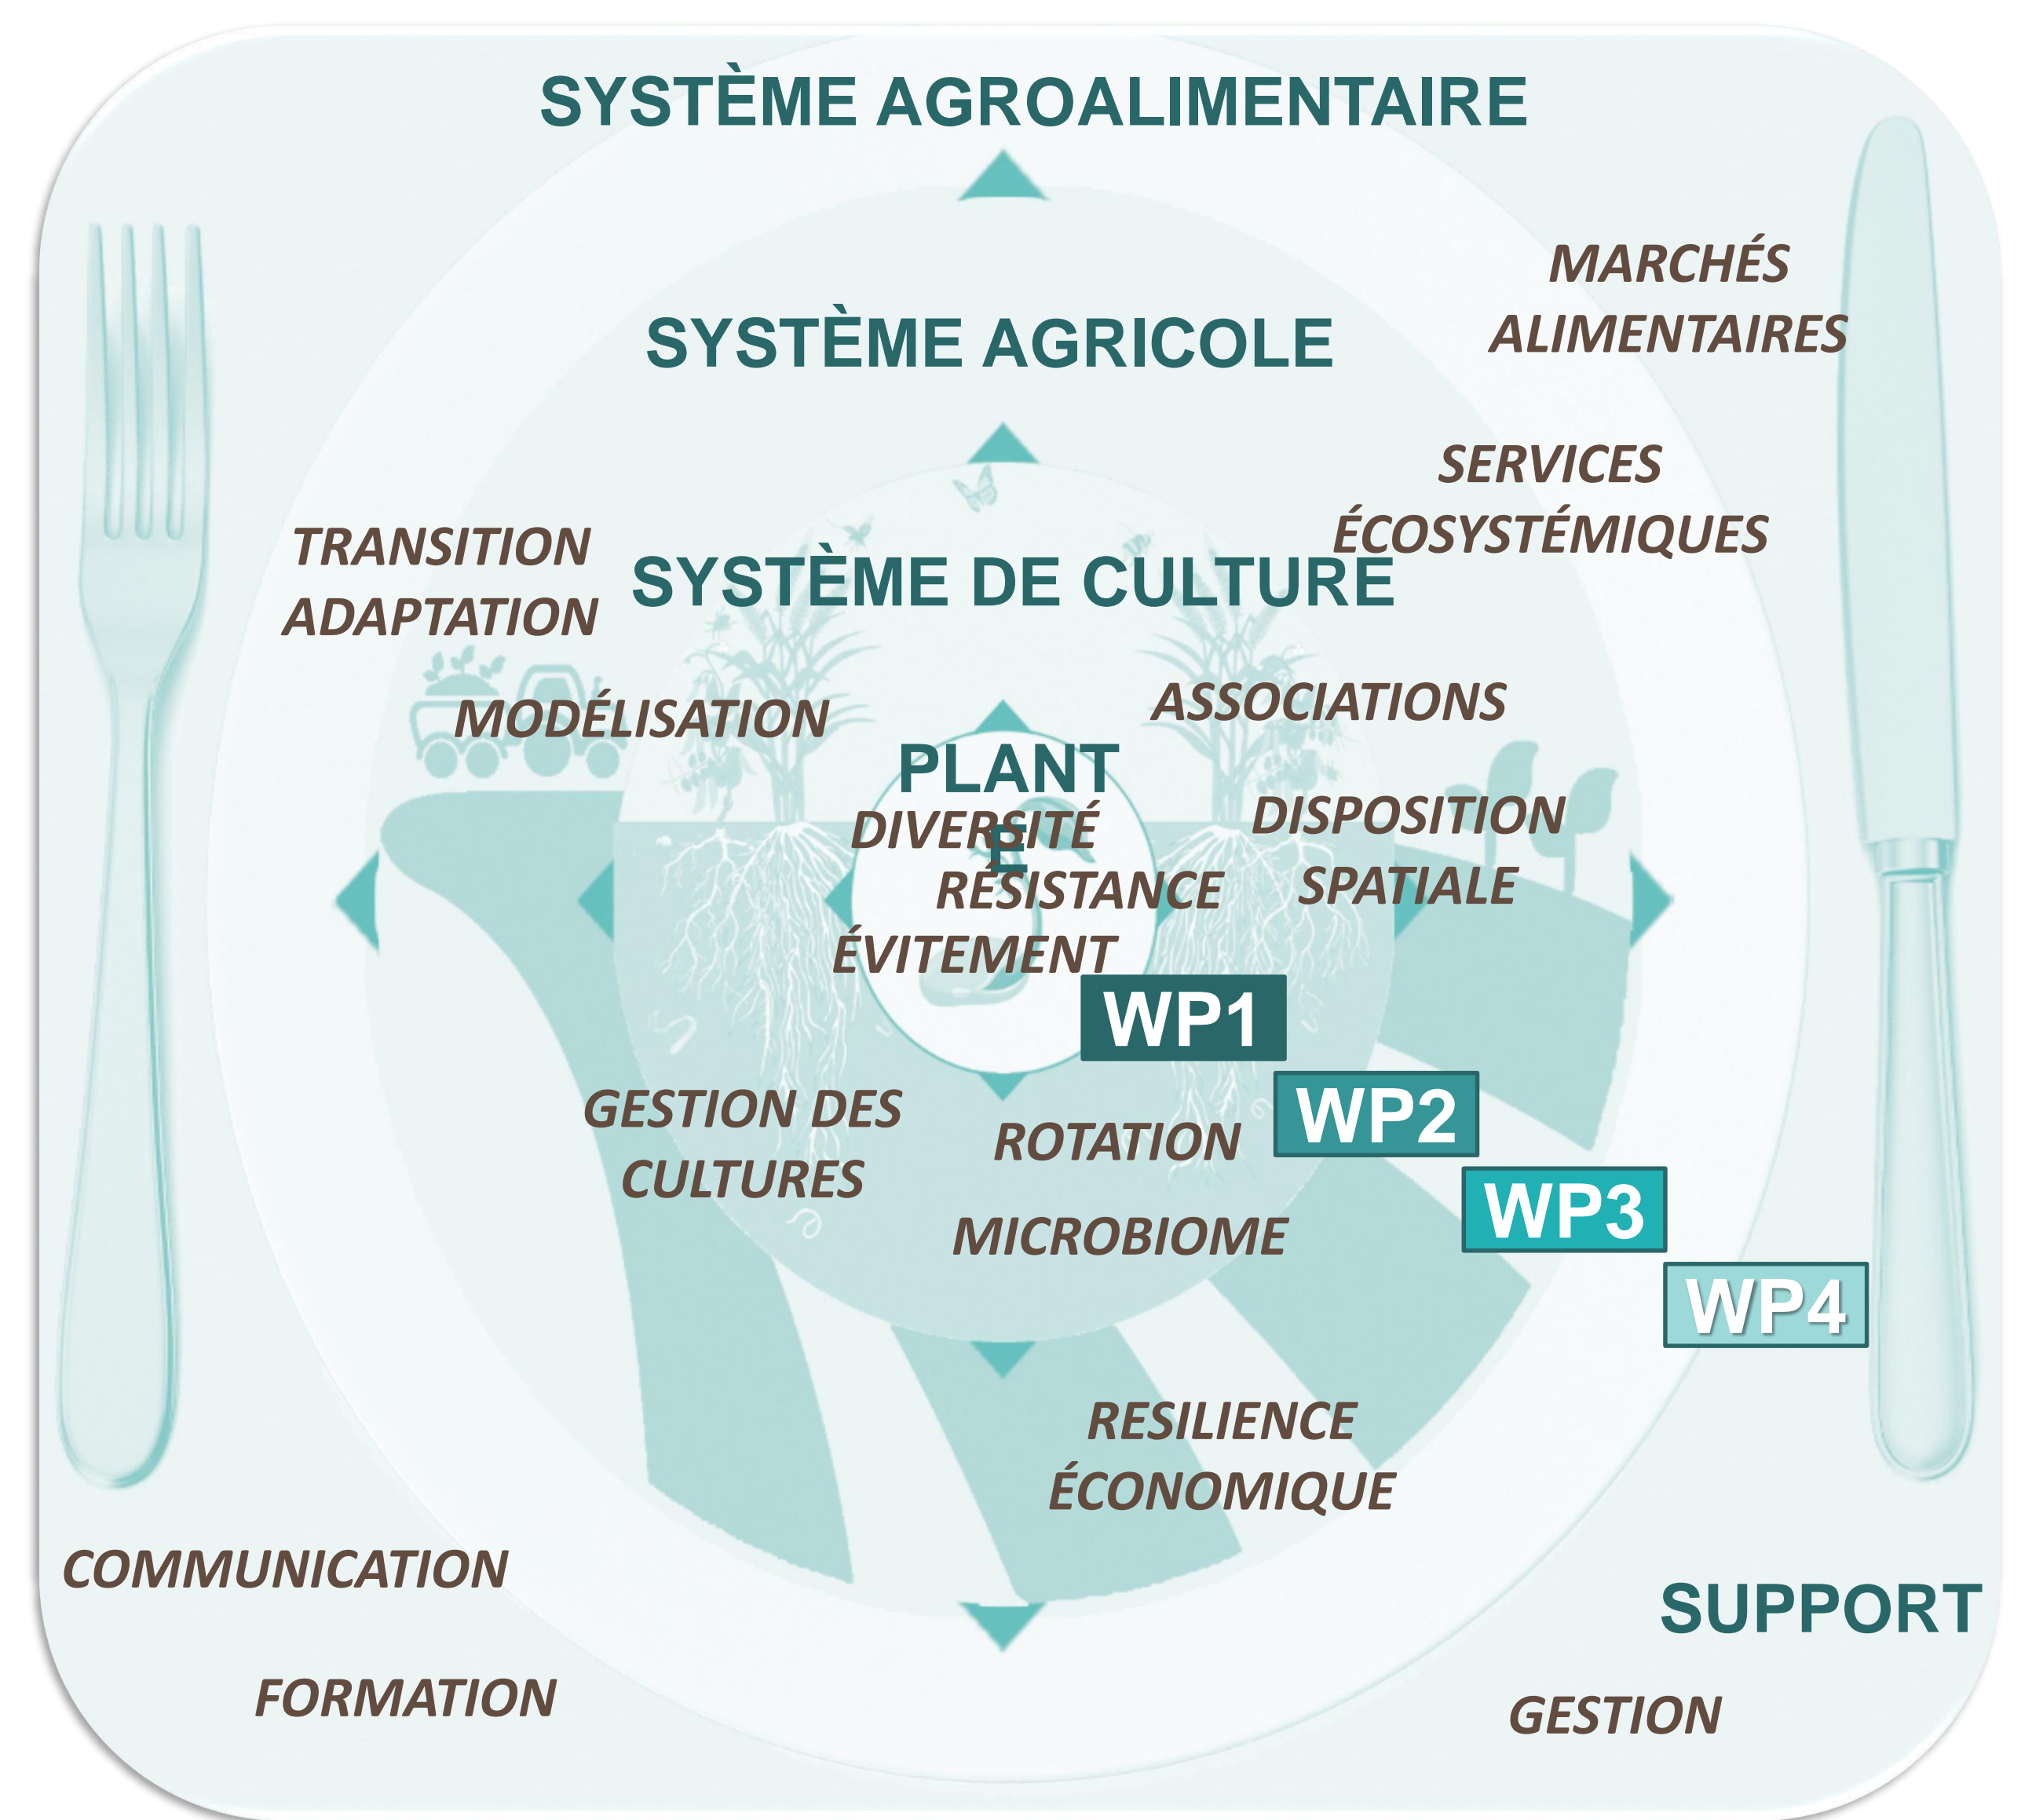 SYSTÈME AGROALIMENTAIRE
MARCHÉS
ALIMENTAIRES
SYSTÈME AGRICOLE
SERVICES
ÉCOSYSTÉMIQUES
TRANSITION
ADAPTATION
SYSTÈME DE CULTURE
MODÉLISATION
ASSOCIATIONS
PLANT
E
DIVERSITÉ
RÉSISTANCE
ÉVITEMENT
DISPOSITION
SPATIALE
WP1
WP2
WP3
WP4
GESTION DES
CULTURES
ROTATION
MICROBIOME
RESILIENCE
ÉCONOMIQUE
COMMUNICATION
FORMATION
SUPPORT
GESTION